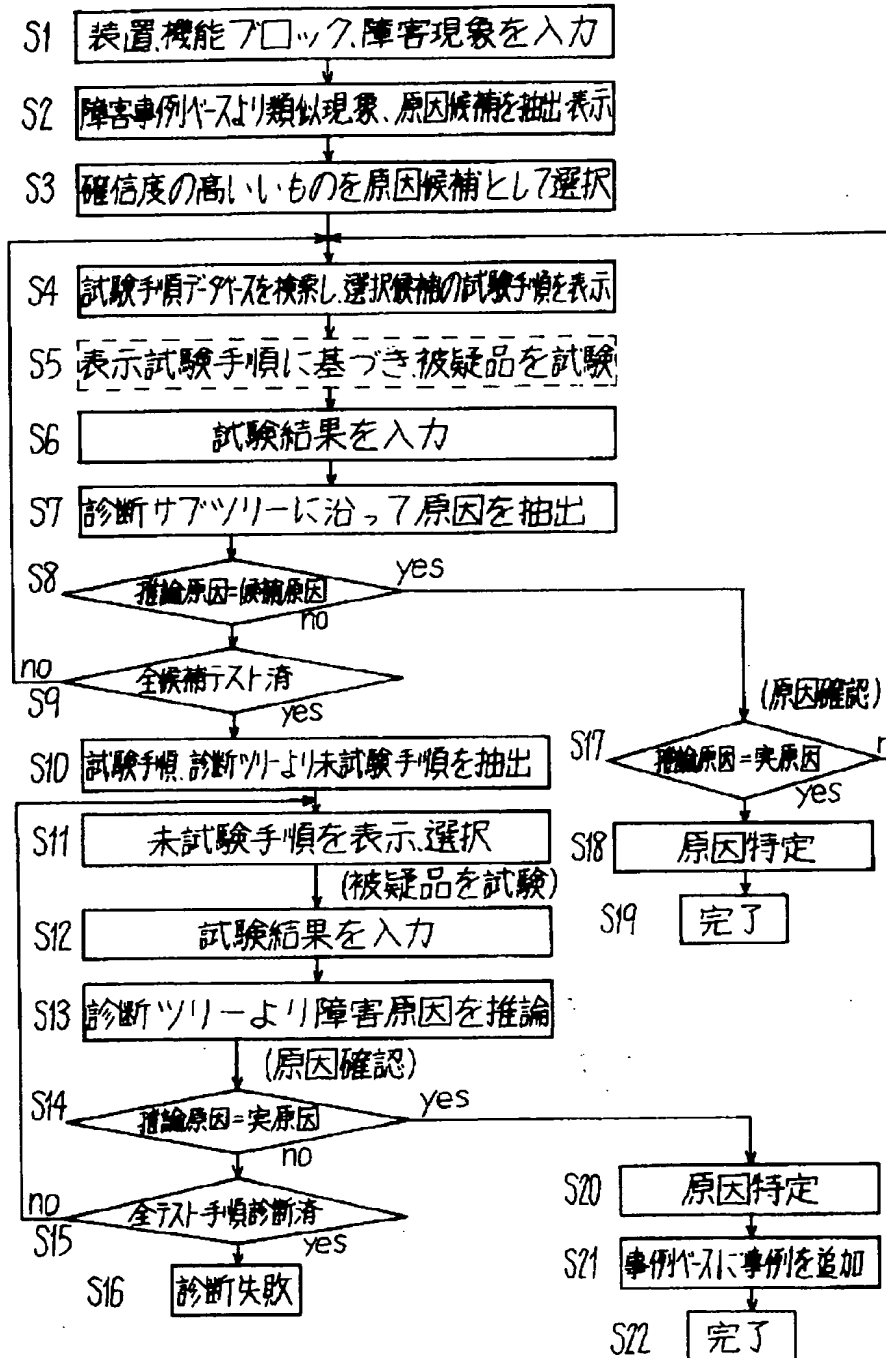 S1 装置、機能ブロック、障害現象を入力
S2 障害事例ベースより類似現象、原因候補を抽出表示
S3 確信度の高いいものを原因候補として選択
S4 試験手順データベースを検索し、選択候補の試験手順を表示
S5 表示試験手順に基づき、被疑品を試験
S6 試験結果を入力
S7 診断サブツリーに沿って原因を抽出
S8 推論原因=候補原因
yes
no
S9 全候補テスト済
no
yes
S10 試験手順、診断ツリーより未試験手順を抽出
S11 未試験手順を表示、選択
(被疑品を試験)
S12 試験結果を入力
S13 診断ツリーより障害原因を推論
(原因確認)
S14 推論原因=実原因
yes
no
S15 全テスト手順診断済
no
yes
S16 診断失敗
(原因確認)
S17 推論原因=実原因
yes
S18 原因特定
S19 完了
S20 原因特定
S21 事例ベースに事例を追加
S22 完了